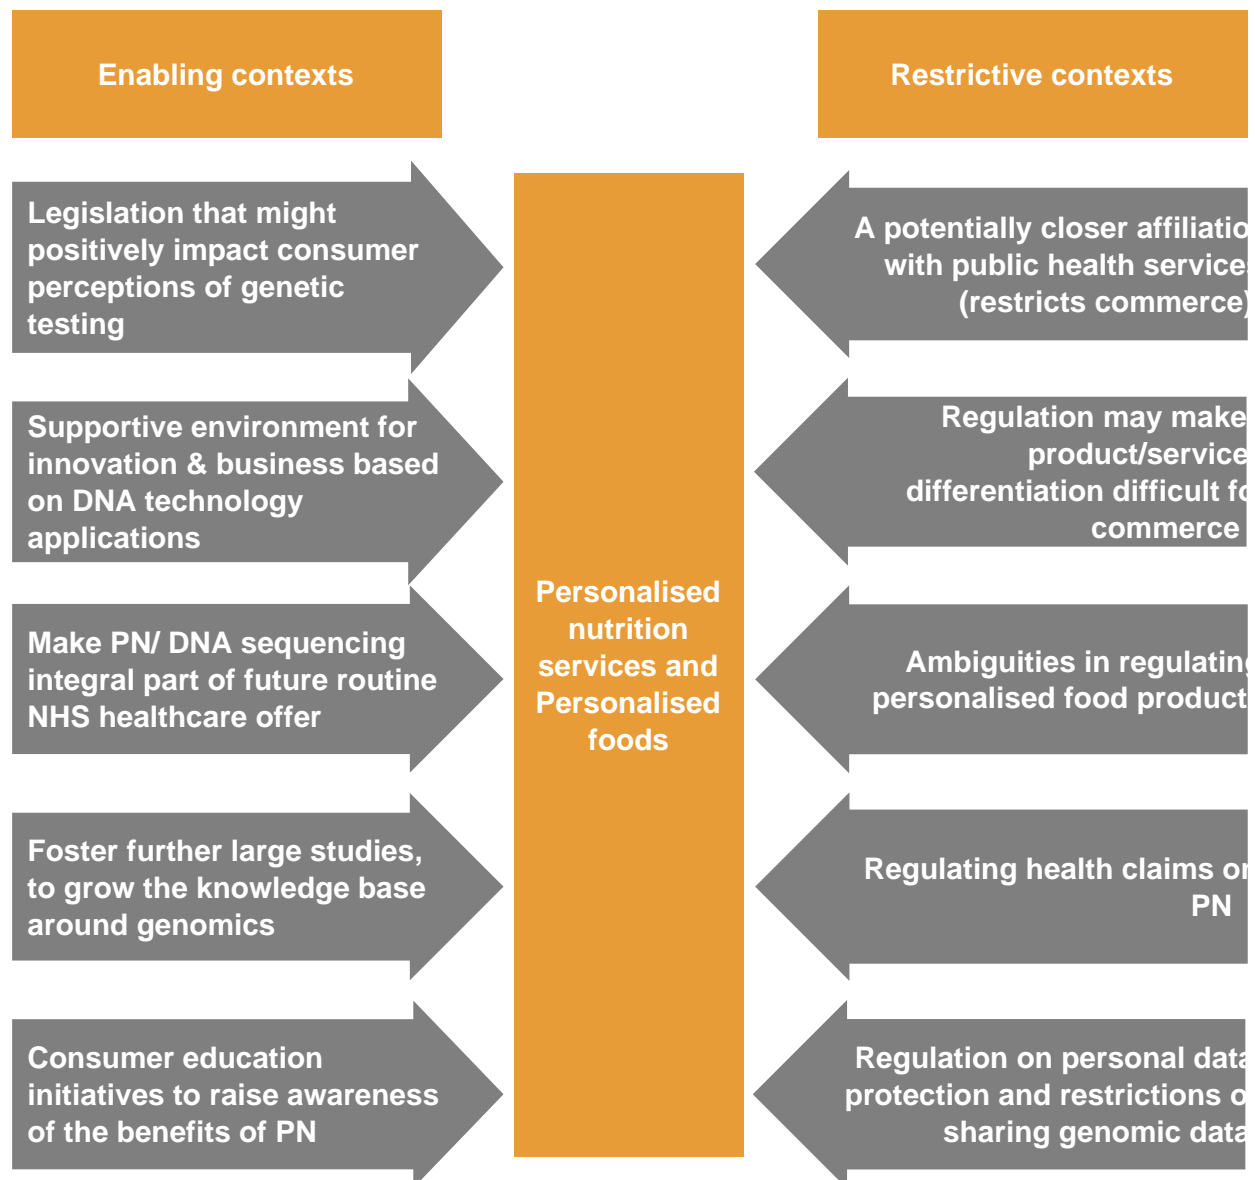 Enabling contexts
Restrictive contexts
Legislation that might
positively impact consumer
perceptions of genetic
testing
Supportive environment for
innovation & business based
on DNA technology
applications
Make PN/ DNA sequencing
integral part of future routine
NHS healthcare offer
Foster further large studies,
to grow the knowledge base
around genomics
Consumer education
initiatives to raise awareness
of the benefits of PN
Personalised
nutrition
services and
Personalised
foods
A potentially closer affiliatio
with public health services
(restricts commerce)
Regulation may make
product/service
differentiation difficult fo
commerce
Ambiguities in regulating
personalised food product
Regulating health claims
PN
Regulation on personal data
protection and restrictions o
sharing genomic data